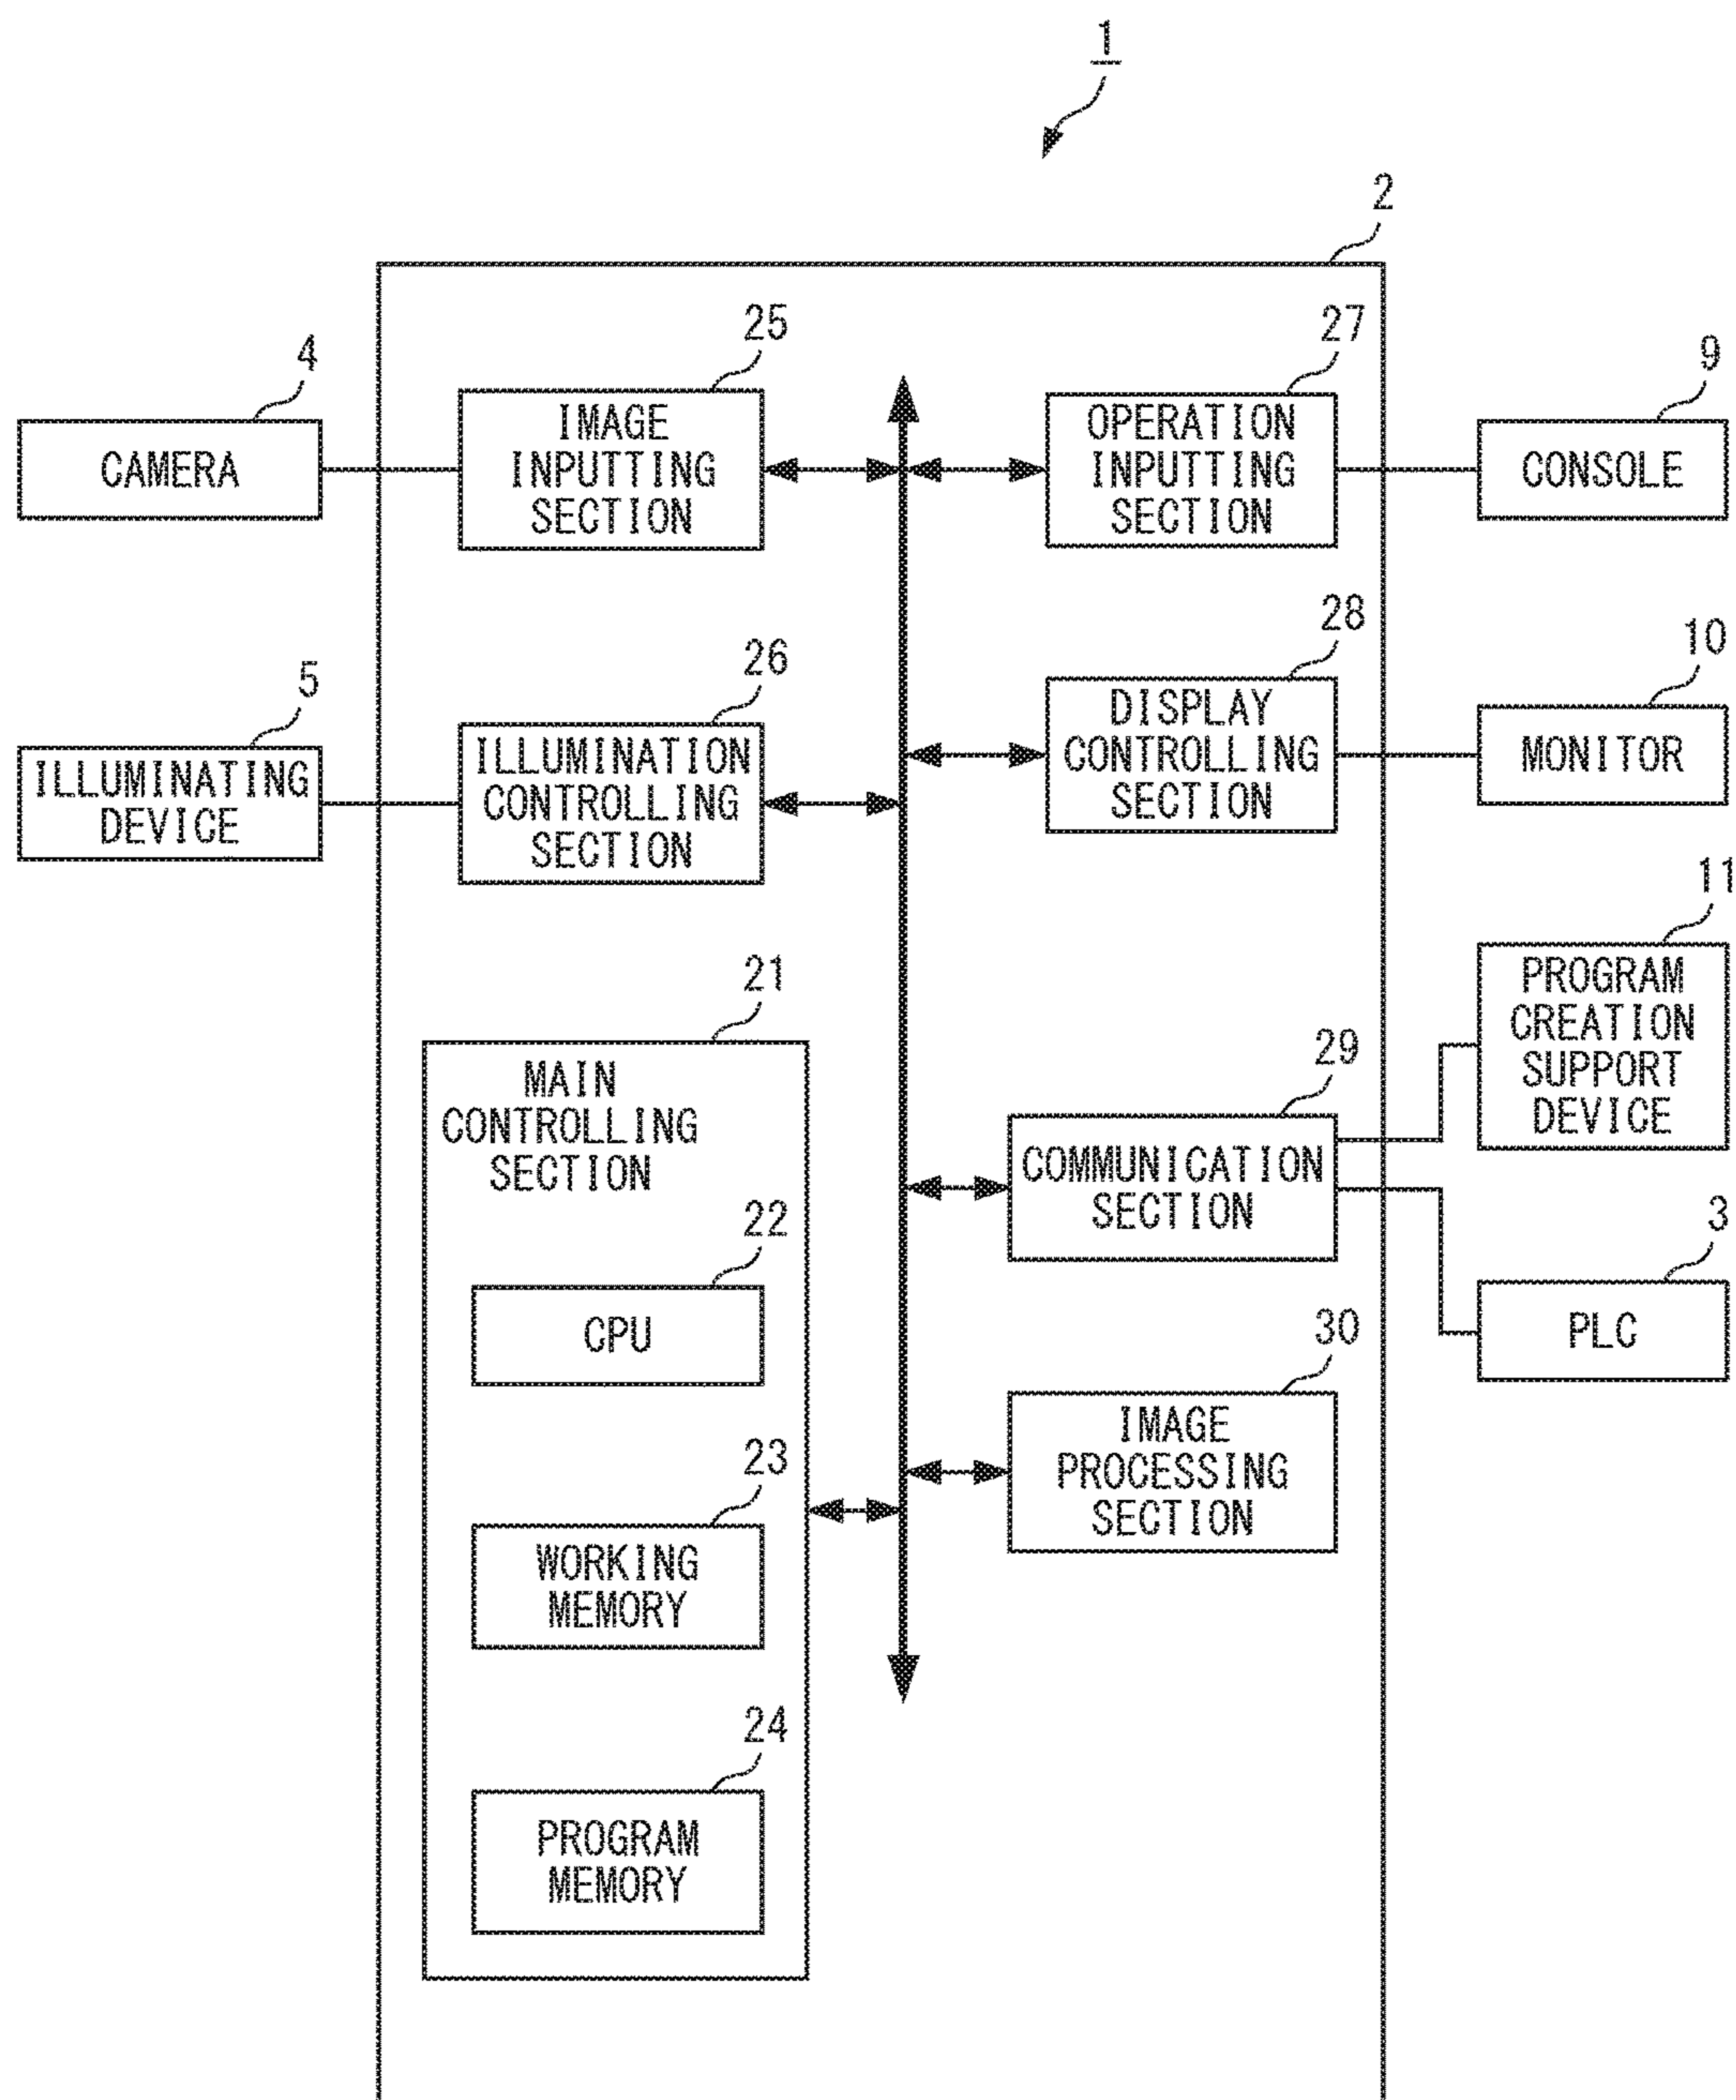 1
2
25
27
4
9
IMAGE
INPUTTING
SECTION
OPERATION
INPUTTING
SECTION
CAMERA
CONSOLE
26
28
5
10
ILLUMINATION
CONTROLLING
SECTION
DISPLAY
CONTROLLING
SECTION
ILLUMINATING
DEVICE
MONITOR
11
PROGRAM
CREATION
SUPPORT
DEVICE
21
MAIN
CONTROLLING
SECTION
29
COMMUNICATION
SECTION
22
CPU
3
PLC
30
IMAGE
PROCESSING
SECTION
23
WORKING
MEMORY
24
PROGRAM
MEMORY